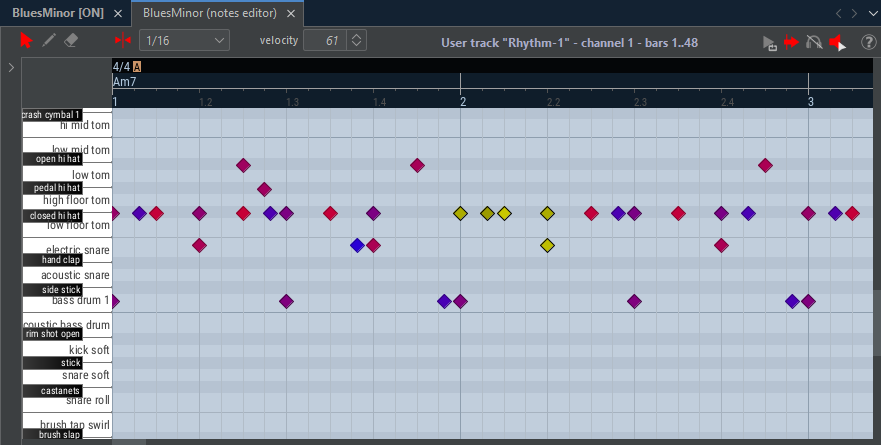 BluesMinor [ON] BluesMinor (notes editor)
1/16 velocity 61 User track "Rhythm-1" - channel 1 - bars 1..48
4/4 A
Am7
1 1.2 1.3 1.4 2 2.2 2.3 2.4 3
crash cymbal 1
hi mid tom
low mid tom
open hi hat
low tom
pedal hi hat
high floor tom
closed hi hat
low floor tom
electric snare
hand clap
acoustic snare
side stick
bass drum 1
coustic bass drum
rim shot open
kick soft
stick
snare soft
castanets
snare roll
brush tap swirl
brush slap